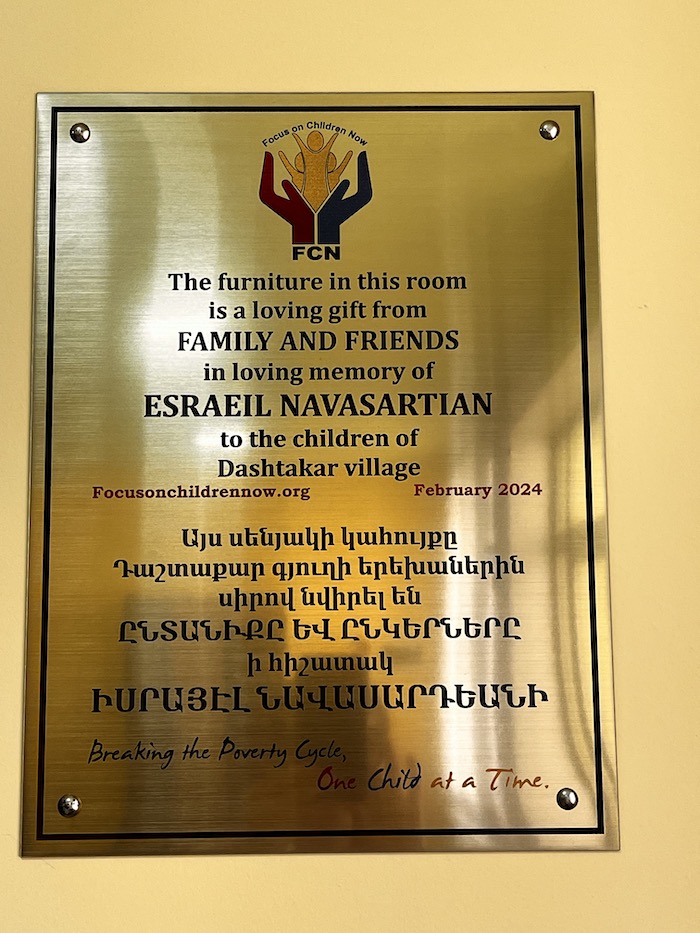 Focus on Children Now
FCN
The furniture in this room
is a loving gift from
FAMILY AND FRIENDS
in loving memory of
ESRAEIL NAVASARTIAN
to the children of
Dashtakar village
Focusonchildrennow.org February 2024
Այս սենյակի կահույքը
Դաշտաքար գյուղի երեխաներին
սիրով նվիրել են
ԸՆՏԱՆԻՔԸ ԵՎ ԸՆԿԵՐՆԵՐԸ
ի հիշատակ
ԻՍՐԱՅԷԼ ՆԱՎԱՍԱՐԴԵԱՆԻ
Breaking the Poverty Cycle,
One Child at a Time.